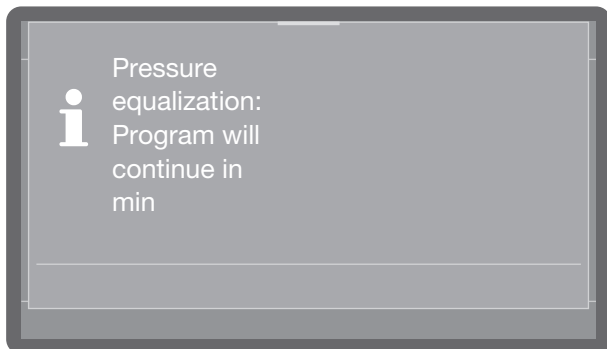 Pressure
equalization:
Program will
continue in
min